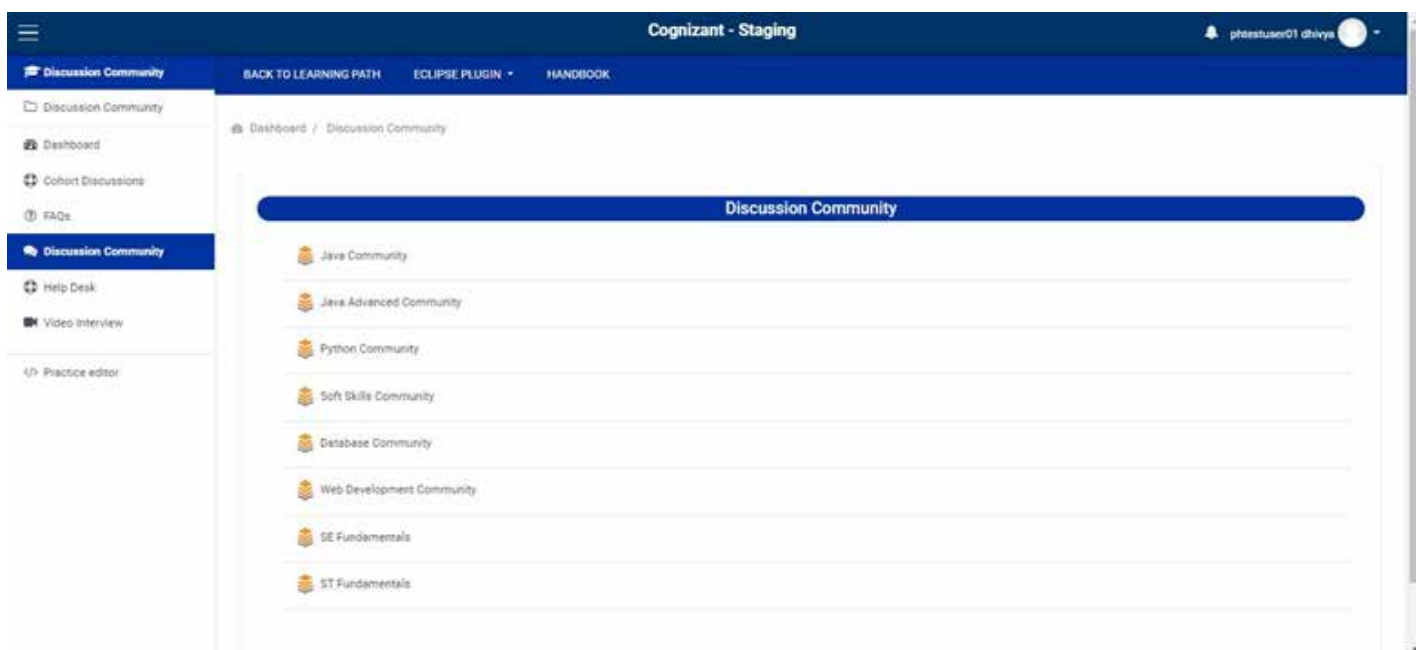 Cognizant - Staging
phtestuser01 dhivya
Discussion Community
BACK TO LEARNING PATH
ECLIPSE PLUGIN
HANDBOOK
Discussion Community
Dashboard
Cohort Discussions
FAQs
Discussion Community
Help Desk
Video Interview
Practice editor
Dashboard / Discussion Community
Discussion Community
Java Community
Java Advanced Community
Python Community
Soft Skills Community
Database Community
Web Development Community
SE Fundamentals
ST Fundamentals